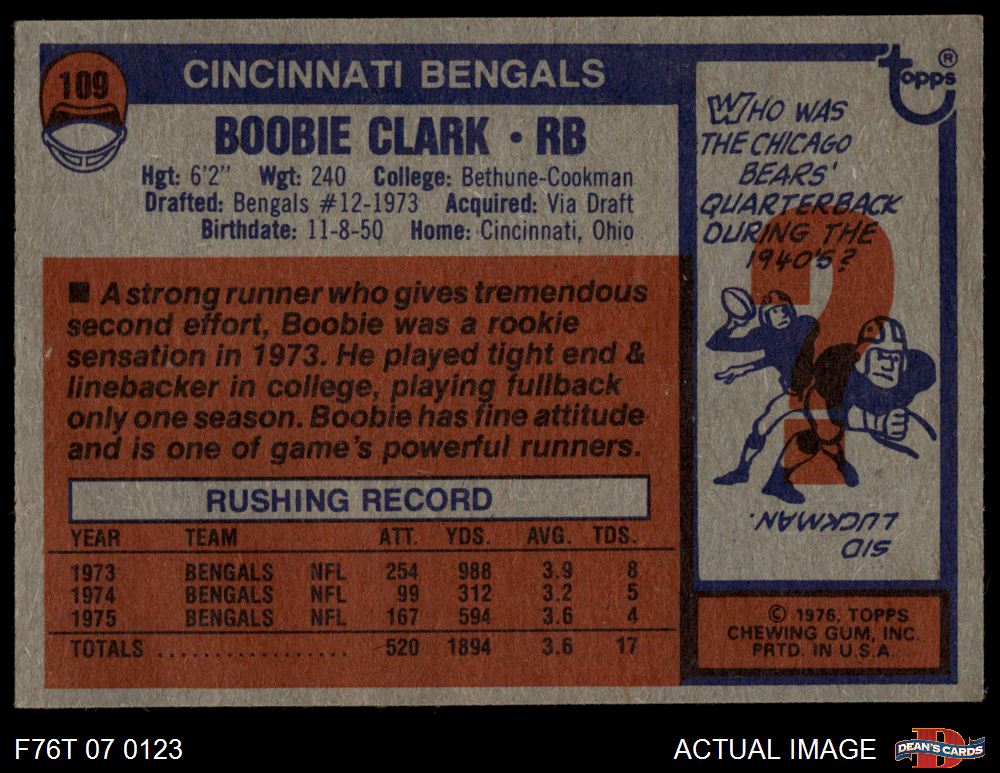 109
CINCINNATI BENGALS
topps®
BOOBIE CLARK • RB
Hgt: 6'2" Wgt: 240 College: Bethune-Cookman
Drafted: Bengals #12-1973 Acquired: Via Draft
Birthdate: 11-8-50 Home: Cincinnati, Ohio
■ A strong runner who gives tremendous
second effort, Boobie was a rookie
sensation in 1973. He played tight end &
linebacker in college, playing fullback
only one season. Boobie has fine attitude
and is one of game's powerful runners.
RUSHING RECORD
YEAR TEAM ATT. YDS. AVG. TDS.
1973 BENGALS NFL 254 988 3.9 8
1974 BENGALS NFL 99 312 3.2 5
1975 BENGALS NFL 167 594 3.6 4
TOTALS .................. 520 1894 3.6 17
WHO WAS
THE CHICAGO
BEARS'
QUARTERBACK
DURING THE
1940'S?
?
SID
LUCKMAN.
© 1976, TOPPS
CHEWING GUM, INC.
PRTD. IN U.S.A.
F76T 07 0123
ACTUAL IMAGE
D
DEAN'S CARDS